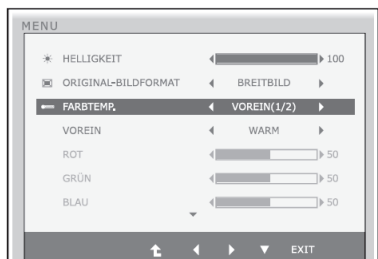 MENU
HELLIGKEIT 100
ORIGINAL-BILDFORMAT BREITBILD
FARBTEMP. VOREIN(1/2)
VOREIN WARM
ROT 50
GRÜN 50
BLAU 50
EXIT